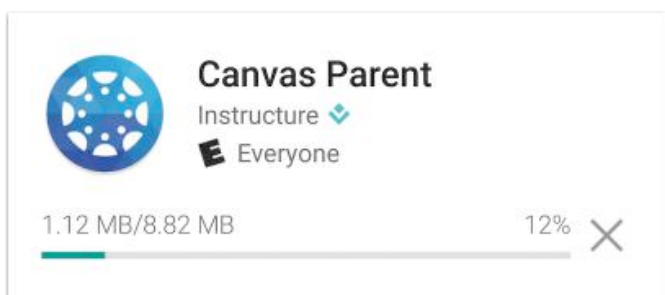 Canvas Parent
Instructure
E Everyone
1.12 MB/8.82 MB 12%